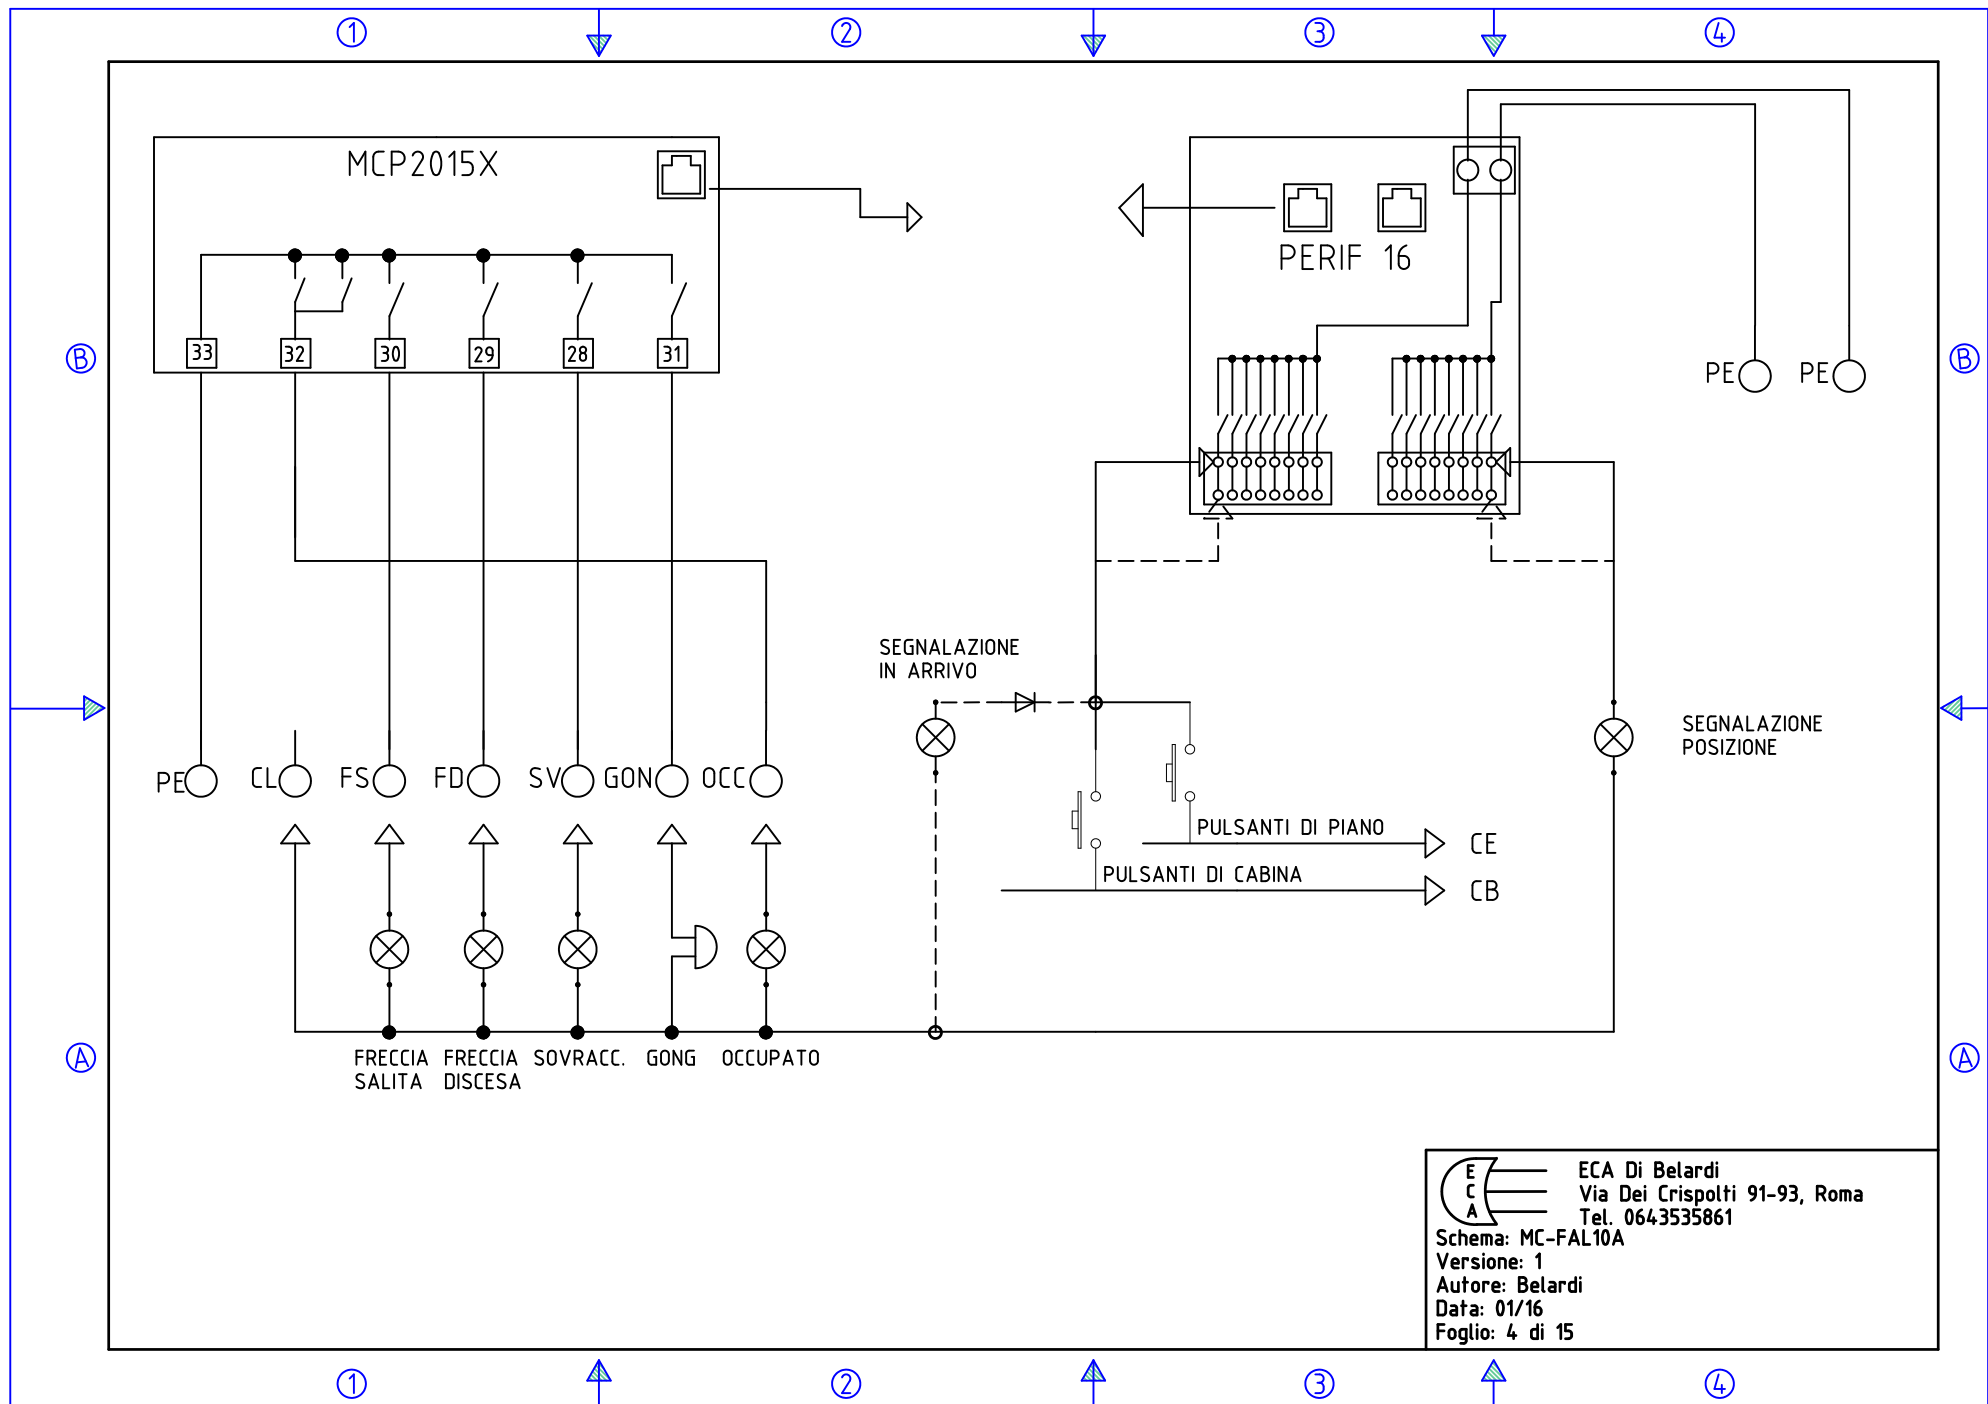 1 2 3 4
MCP2015X
33 32 30 29 28 31
PERIF 16
PE PE
B B
SEGNALAZIONE
IN ARRIVO
SEGNALAZIONE
POSIZIONE
PE CL FS FD SV GON OCC
PULSANTI DI PIANO CE
PULSANTI DI CABINA CB
A A
FRECCIA
SALITA
FRECCIA
DISCESA
SOVRACC.
GONG
OCCUPATO
E
C
A
ECA Di Belardi
Via Dei Crispolti 91-93, Roma
Tel. 0643535861
Schema: MC-FAL10A
Versione: 1
Autore: Belardi
Data: 01/16
Foglio: 4 di 15
1 2 3 4